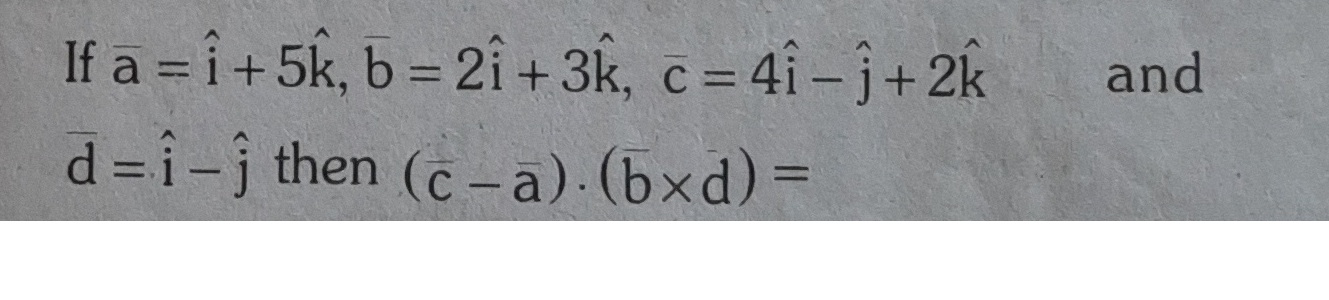 If a̅ = î + 5k̂, b̅ = 2î + 3k̂, c̅ = 4î − ĵ + 2k̂ and
d̅ = î − ĵ then (c̅ − a̅) . (b̅ × d̅) =